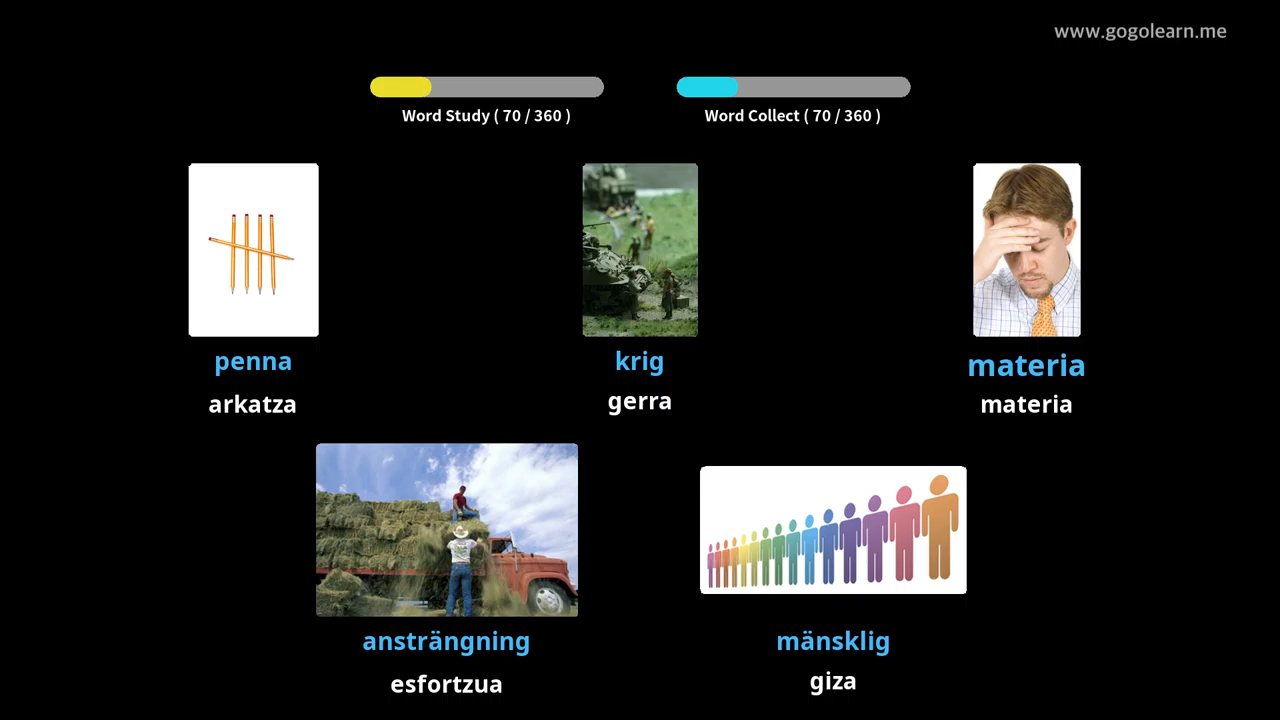 www.gogolearn.me
Word Study ( 70 / 360 )
Word Collect ( 70 / 360 )
penna
arkatza
krig
gerra
materia
materia
ansträngning
esfortzua
mänsklig
giza